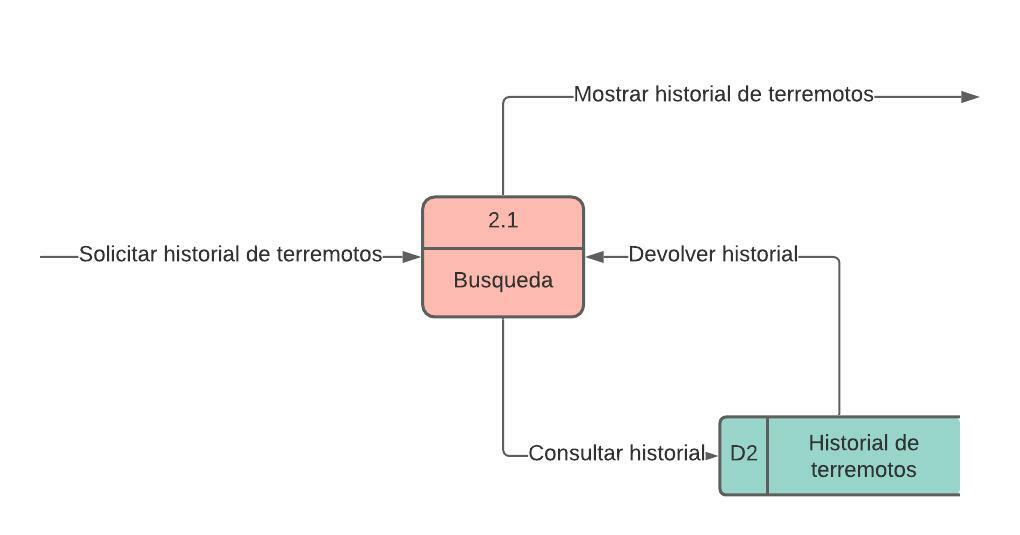 Mostrar historial de terremotos
2.1
Solicitar historial de terremotos
Devolver historial
Busqueda
Consultar historial
D2
Historial de
terremotos